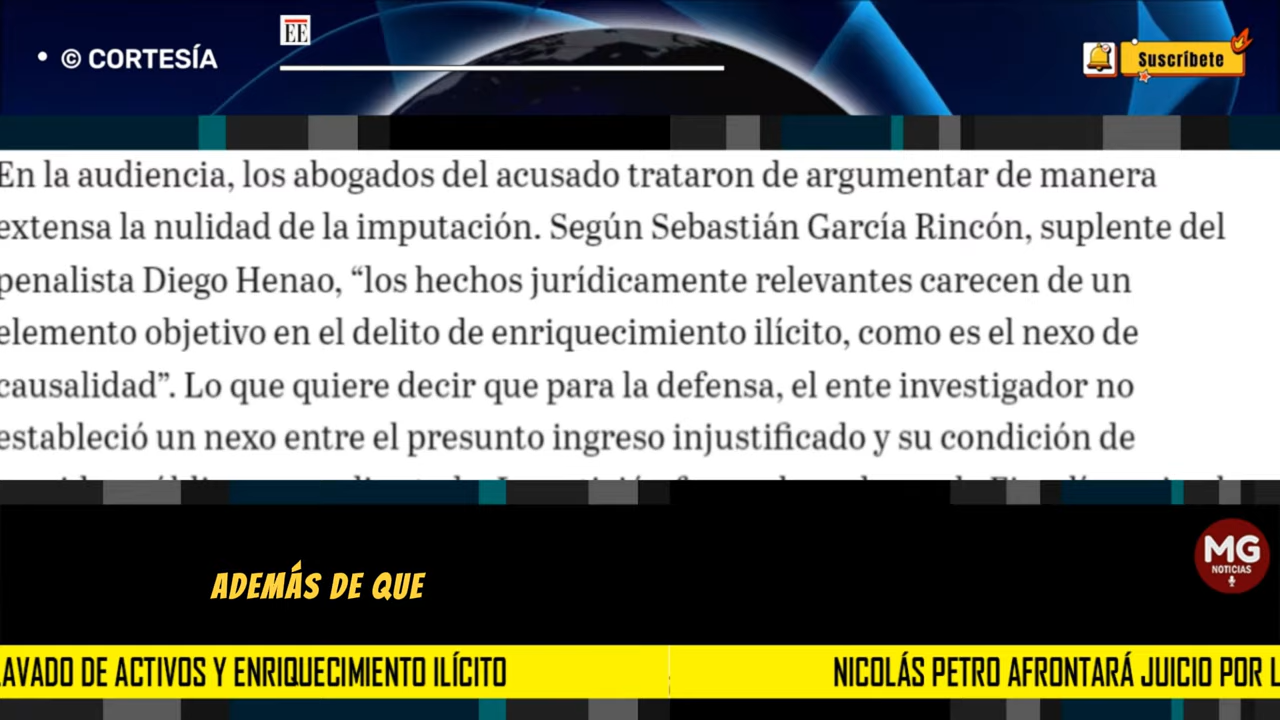 • © CORTESÍA
EE
Suscríbete
En la audiencia, los abogados del acusado trataron de argumentar de manera
extensa la nulidad de la imputación. Según Sebastián García Rincón, suplente del
penalista Diego Henao, “los hechos jurídicamente relevantes carecen de un
elemento objetivo en el delito de enriquecimiento ilícito, como es el nexo de
causalidad”. Lo que quiere decir que para la defensa, el ente investigador no
estableció un nexo entre el presunto ingreso injustificado y su condición de
MG
NOTICIAS
ADEMÁS DE QUE
AVADO DE ACTIVOS Y ENRIQUECIMIENTO ILÍCITO
NICOLÁS PETRO AFRONTARÁ JUICIO POR L